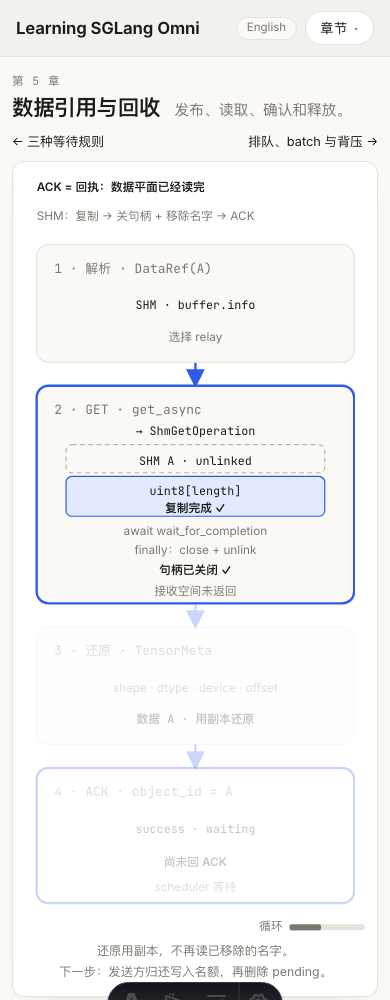 Learning SGLang Omni
English
章节
第 5 章
数据引用与回收 发布、读取、确认和释放。
← 三种等待规则
排队、batch 与背压 →
ACK = 回执：数据平面已经读完
SHM：复制 → 关句柄 + 移除名字 → ACK
1 · 解析 · DataRef(A)
SHM · buffer.info
选择 relay
2 · GET · get_async
→ ShmGetOperation
SHM A · unlinked
uint8[length]
复制完成 ✓
await wait_for_completion
finally：close + unlink
句柄已关闭 ✓
接收空间未返回
3 · 还原 · TensorMeta
shape · dtype · device · offset
数据 A · 用副本还原
4 · ACK · object_id = A
success · waiting
尚未回 ACK
scheduler 等待
循环
还原用副本，不再读已移除的名字。
下一步：发送方归还写入名额，再删除 pending。